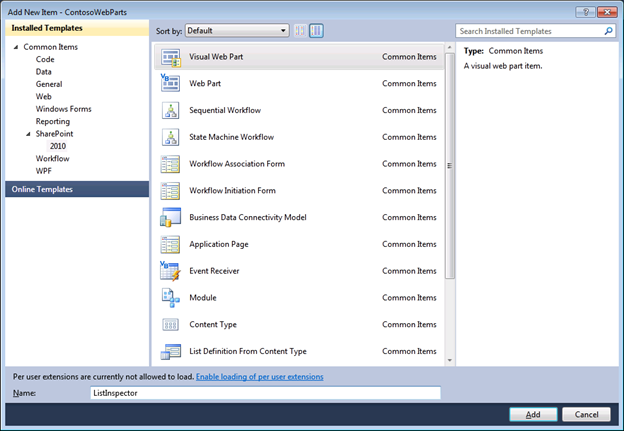 Add New Item - ContosoWebParts
Installed Templates
Common Items
Code
Data
General
Web
Windows Forms
Reporting
SharePoint
2010
Workflow
WPF
Online Templates
Sort by: Default
Visual Web Part Common Items
Web Part Common Items
Sequential Workflow Common Items
State Machine Workflow Common Items
Workflow Association Form Common Items
Workflow Initiation Form Common Items
Business Data Connectivity Model Common Items
Application Page Common Items
Event Receiver Common Items
Module Common Items
Content Type Common Items
List Definition From Content Type Common Items
Search Installed Templates
Type: Common Items
A visual web part item.
Per user extensions are currently not allowed to load. Enable loading of per user extensions
Name: ListInspector
Add Cancel